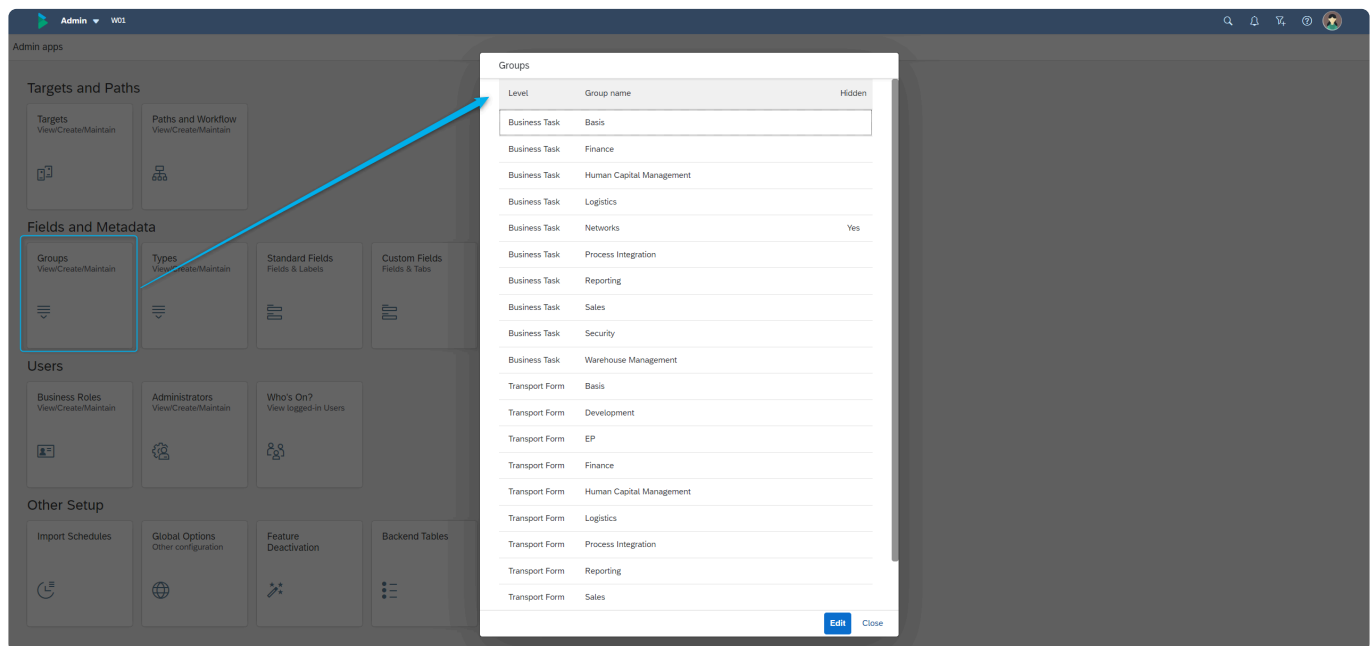 Admin W01
Admin apps
Targets and Paths
Targets
View/Create/Maintain
Paths and Workflow
View/Create/Maintain
Fields and Metadata
Groups
View/Create/Maintain
Types
View/Create/Maintain
Standard Fields
Fields & Labels
Custom Fields
Fields & Tabs
Users
Business Roles
View/Create/Maintain
Administrators
View/Create/Maintain
Who's On?
View logged-in Users
Other Setup
Import Schedules
Global Options
Other configuration
Feature
Deactivation
Backend Tables
Groups
Level Group name Hidden
Business Task Basis
Business Task Finance
Business Task Human Capital Management
Business Task Logistics
Business Task Networks Yes
Business Task Process Integration
Business Task Reporting
Business Task Sales
Business Task Security
Business Task Warehouse Management
Transport Form Basis
Transport Form Development
Transport Form EP
Transport Form Finance
Transport Form Human Capital Management
Transport Form Logistics
Transport Form Process Integration
Transport Form Reporting
Transport Form Sales
Edit Close